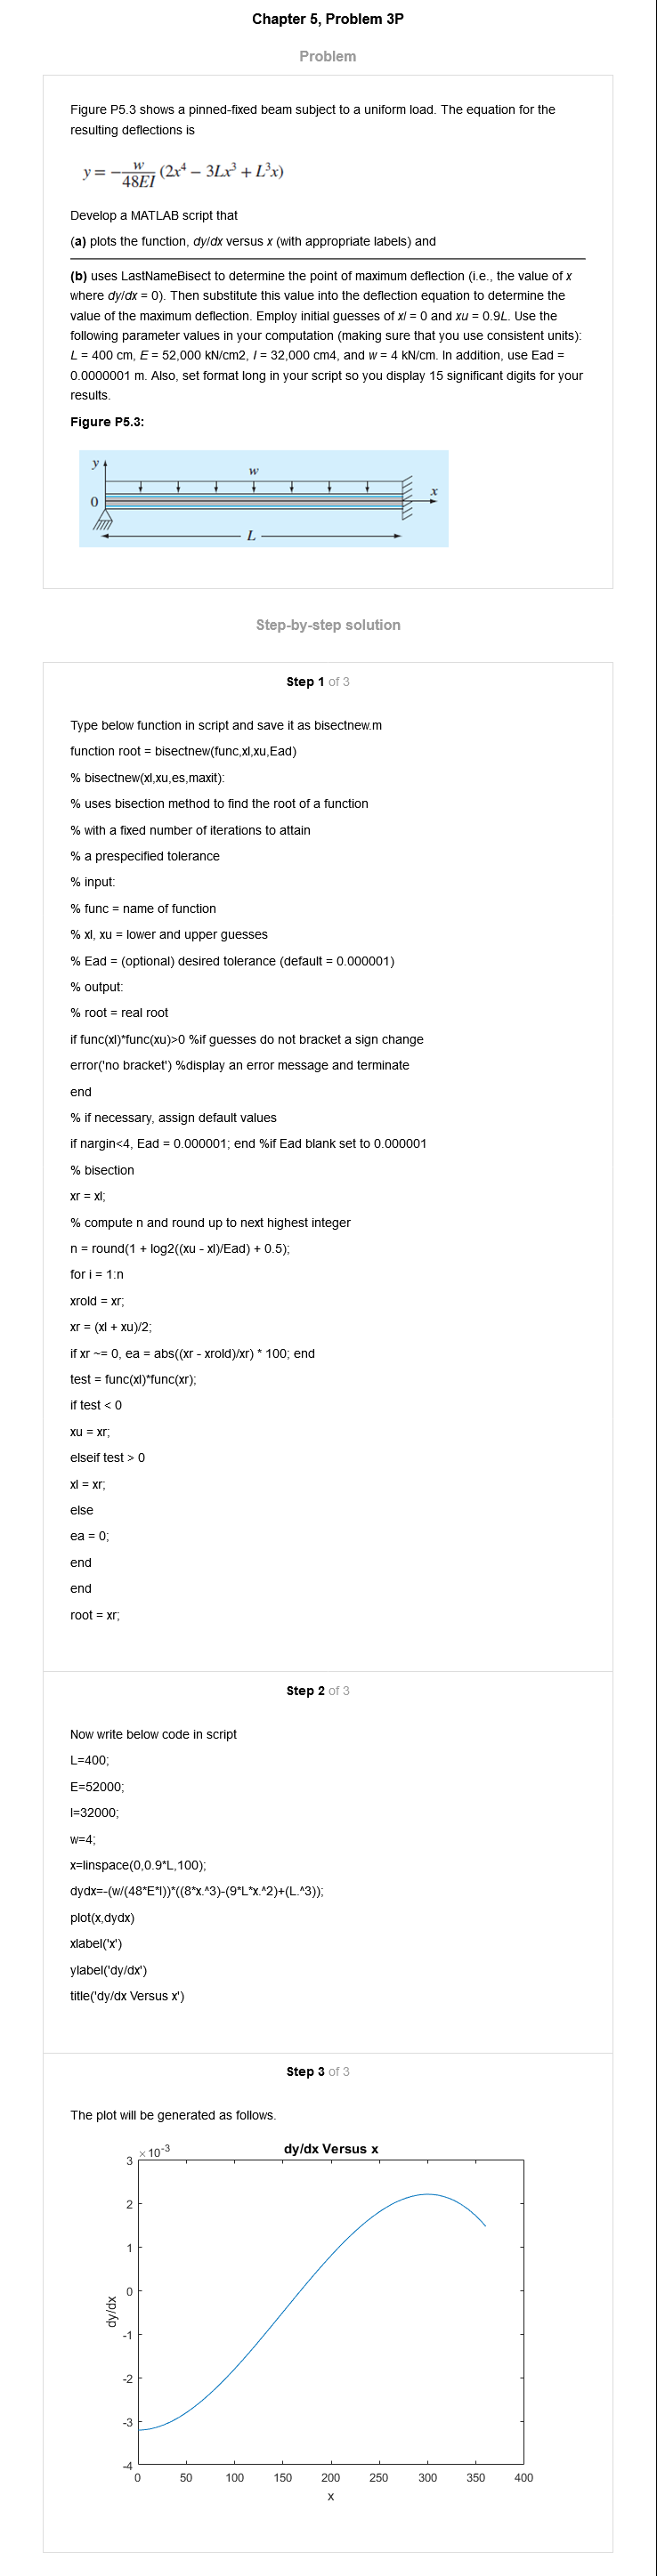 Chapter 5, Problem 3P
Problem
Figure P5.3 shows a pinned-fixed beam subject to a uniform load. The equation for the
resulting deflections is
y = −w/48EI (2x⁴ − 3Lx³ + L³x)
Develop a MATLAB script that
(a) plots the function, dy/dx versus x (with appropriate labels) and
(b) uses LastNameBisect to determine the point of maximum deflection (i.e., the value of x
where dy/dx = 0). Then substitute this value into the deflection equation to determine the
value of the maximum deflection. Employ initial guesses of xl = 0 and xu = 0.9L. Use the
following parameter values in your computation (making sure that you use consistent units):
L = 400 cm, E = 52,000 kN/cm2, I = 32,000 cm4, and w = 4 kN/cm. In addition, use Ead =
0.0000001 m. Also, set format long in your script so you display 15 significant digits for your
results.
Figure P5.3:
y
w
0
x
L
Step-by-step solution
Step 1 of 3
Type below function in script and save it as bisectnew.m
function root = bisectnew(func,xl,xu,Ead)
% bisectnew(xl,xu,es,maxit):
% uses bisection method to find the root of a function
% with a fixed number of iterations to attain
% a prespecified tolerance
% input:
% func = name of function
% xl, xu = lower and upper guesses
% Ead = (optional) desired tolerance (default = 0.000001)
% output:
% root = real root
if func(xl)*func(xu)>0 %if guesses do not bracket a sign change
error('no bracket') %display an error message and terminate
end
% if necessary, assign default values
if nargin<4, Ead = 0.000001; end %if Ead blank set to 0.000001
% bisection
xr = xl;
% compute n and round up to next highest integer
n = round(1 + log2((xu - xl)/Ead) + 0.5);
for i = 1:n
xrold = xr;
xr = (xl + xu)/2;
if xr ~= 0, ea = abs((xr - xrold)/xr) * 100; end
test = func(xl)*func(xr);
if test < 0
xu = xr;
elseif test > 0
xl = xr;
else
ea = 0;
end
end
root = xr;
Step 2 of 3
Now write below code in script
L=400;
E=52000;
I=32000;
w=4;
x=linspace(0,0.9*L,100);
dydx=-(w/(48*E*I))*((8*x.^3)-(9*L*x.^2)+(L.^3));
plot(x,dydx)
xlabel('x')
ylabel('dy/dx')
title('dy/dx Versus x')
Step 3 of 3
The plot will be generated as follows.
×10⁻³
dy/dx Versus x
3
2
1
0
-1
-2
-3
-4
dy/dx
0 50 100 150 200 250 300 350 400
x